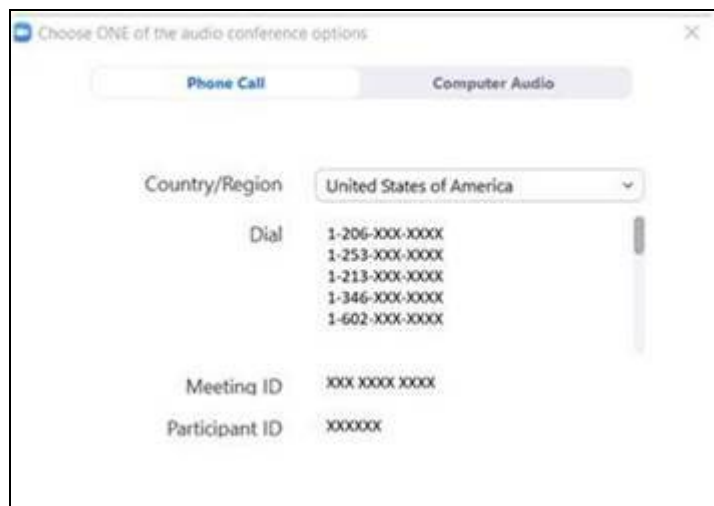 Choose ONE of the audio conference options
Phone Call Computer Audio
Country/Region United States of America
Dial 1-206-XXX-XXXX
1-253-XXX-XXXX
1-213-XXX-XXXX
1-346-XXX-XXXX
1-602-XXX-XXXX
Meeting ID XXX XXXX XXXX
Participant ID XXXXXX